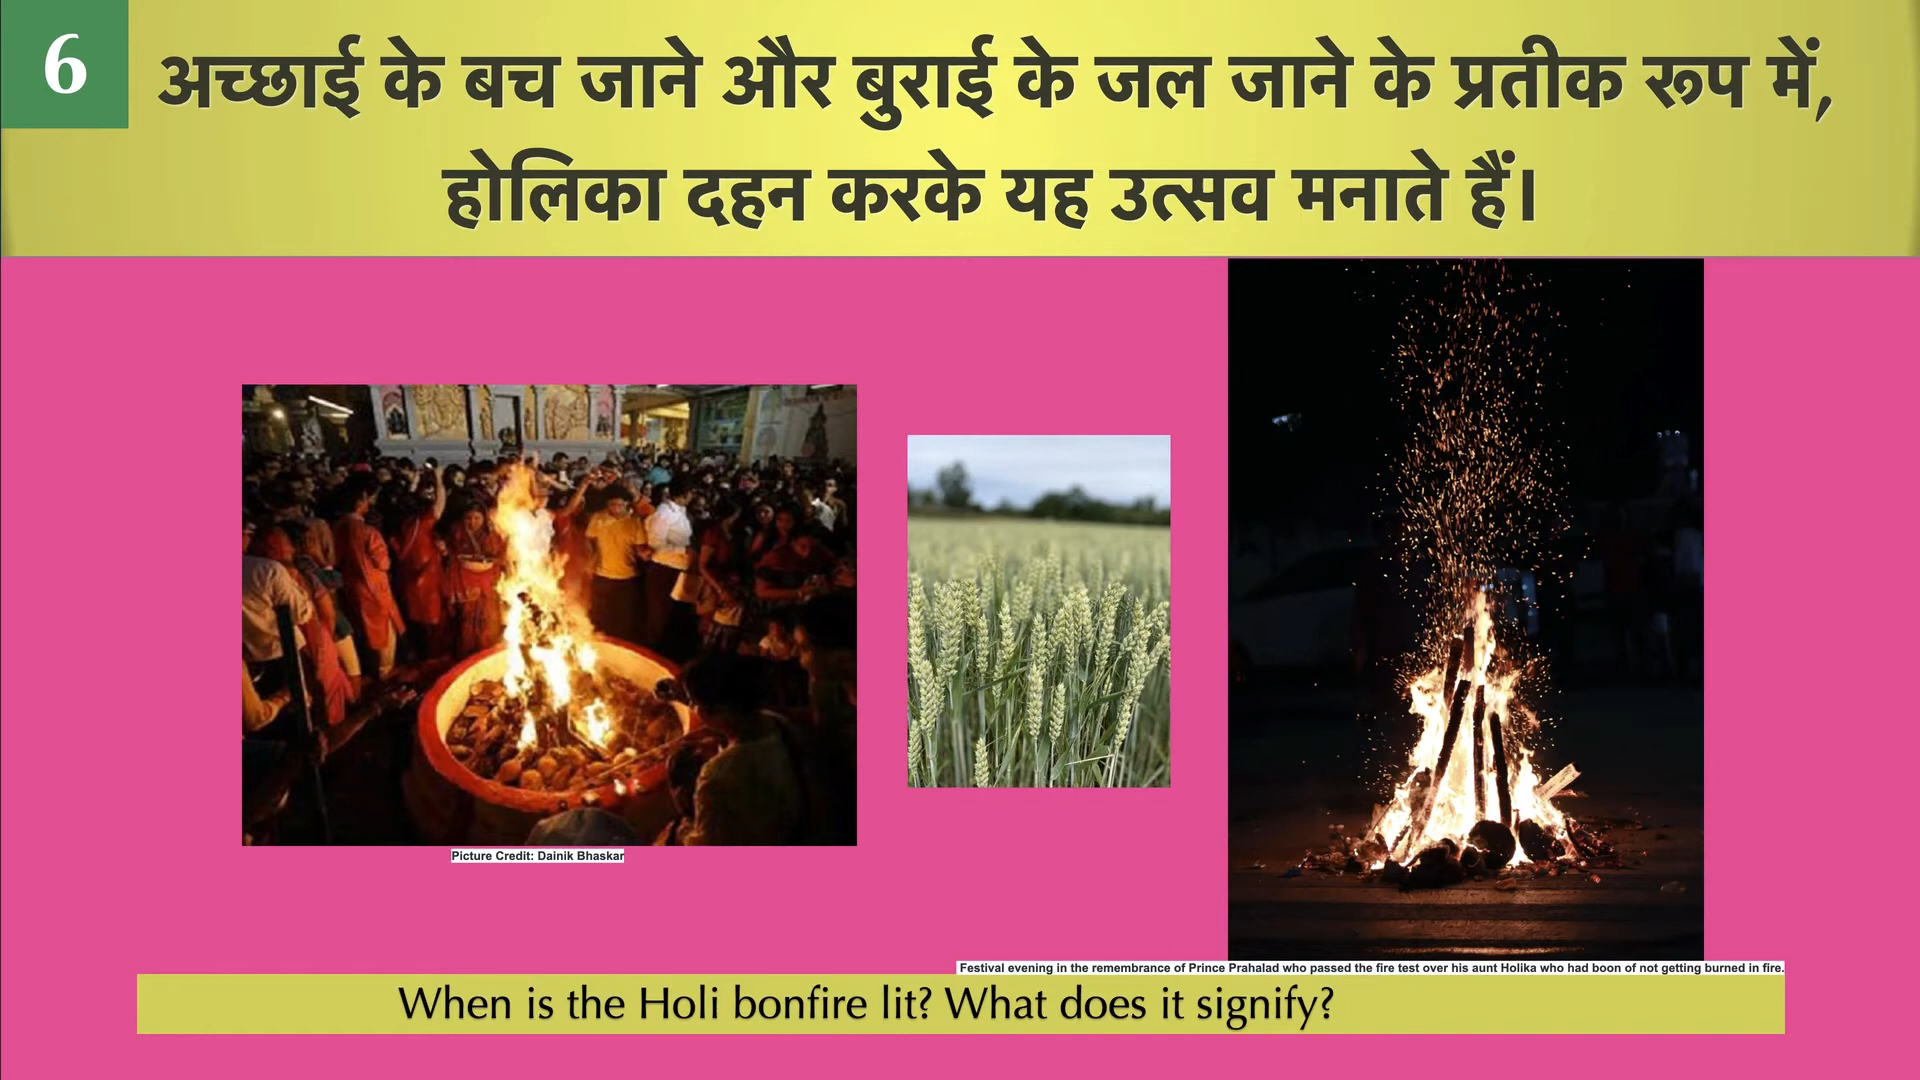 6
अच्छाई के बच जाने और बुराई के जल जाने के प्रतीक रूप में,
होलिका दहन करके यह उत्सव मनाते हैं।
Picture Credit: Dainik Bhaskar
Festival evening in the remembrance of Prince Prahalad who passed the fire test over his aunt Holika who had boon of not getting burned in fire.
When is the Holi bonfire lit? What does it signify?